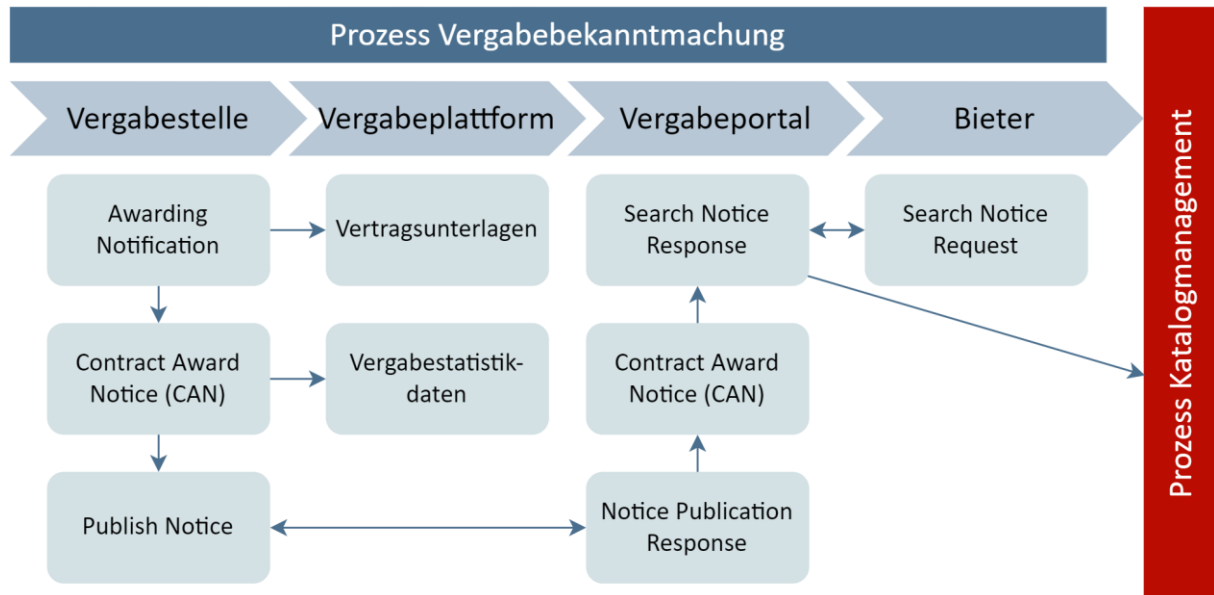 Prozess Vergabebekanntmachung
Vergabestelle
Vergabeplattform
Vergabeportal
Bieter
Awarding
Notification
Vertragsunterlagen
Search Notice
Response
Search Notice
Request
Contract Award
Notice (CAN)
Vergabestatistik-
daten
Contract Award
Notice (CAN)
Publish Notice
Notice Publication
Response
Prozess Katalogmanagement